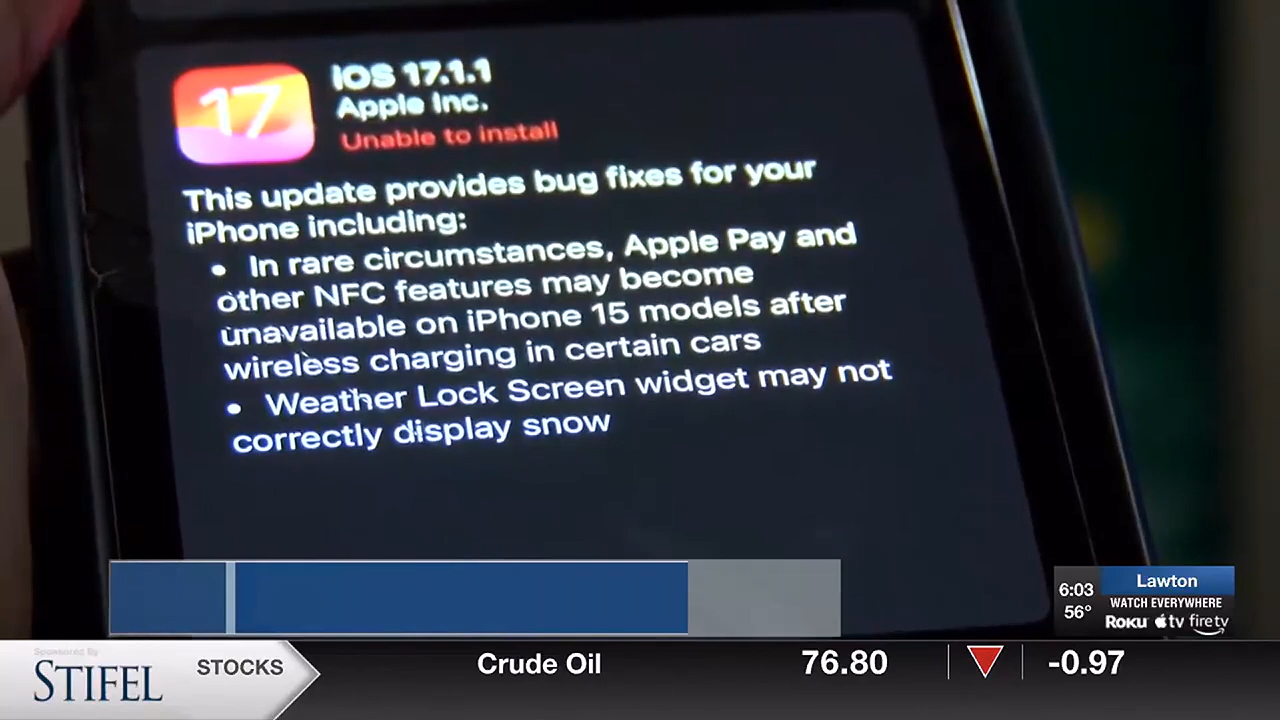 17
iOS 17.1.1
Apple Inc.
Unable to install
This update provides bug fixes for your
iPhone including:
• In rare circumstances, Apple Pay and
other NFC features may become
unavailable on iPhone 15 models after
wireless charging in certain cars
• Weather Lock Screen widget may not
correctly display snow
6:03
Lawton
56°
WATCH EVERYWHERE
Roku tv firetv
Sponsored By
STIFEL
STOCKS
Crude Oil
76.80
-0.97